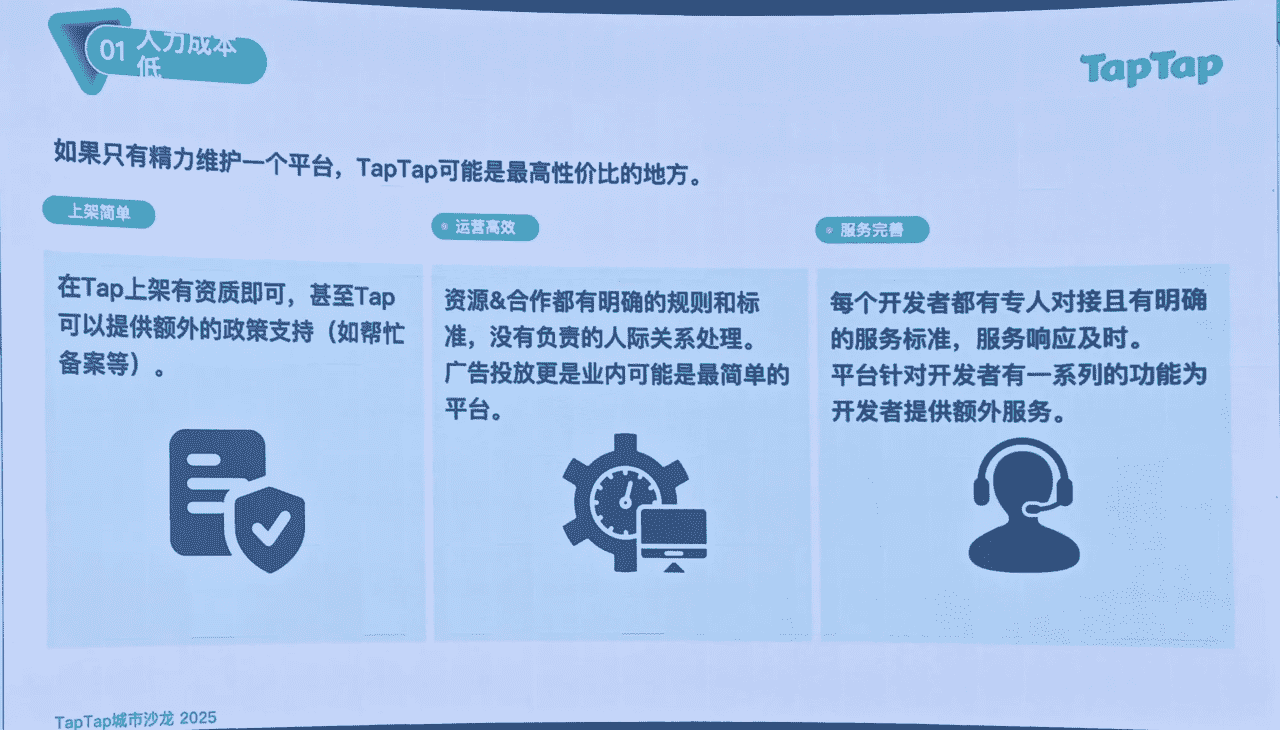 01 人力成本
低
TapTap
如果只有精力维护一个平台，TapTap可能是最高性价比的地方。
上架简单
运营高效
服务完善
在Tap上架有资质即可，甚至Tap
可以提供额外的政策支持（如帮忙
备案等）。
资源&合作都有明确的规则和标
准，没有负责的人际关系处理。
广告投放更是业内可能是最简单的
平台。
每个开发者都有专人对接且有明确
的服务标准，服务响应及时。
平台针对开发者有一系列的功能为
开发者提供额外服务。
TapTap城市沙龙 2025